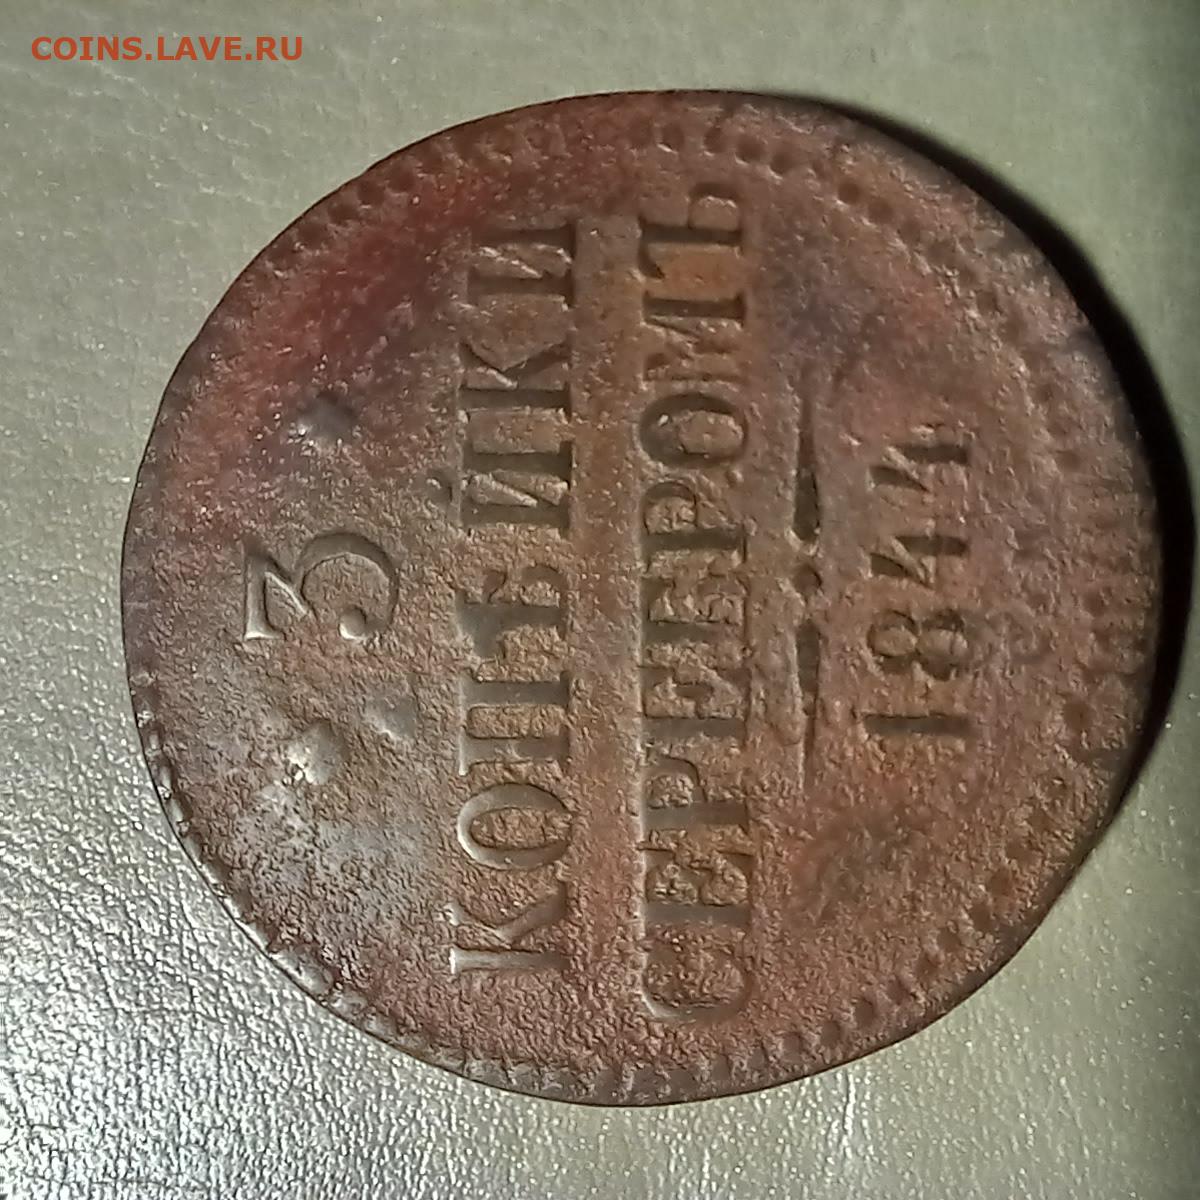 COINS.LAVE.RU
3
КОПѢЙКИ
СЕРЕБРОМЪ
1844